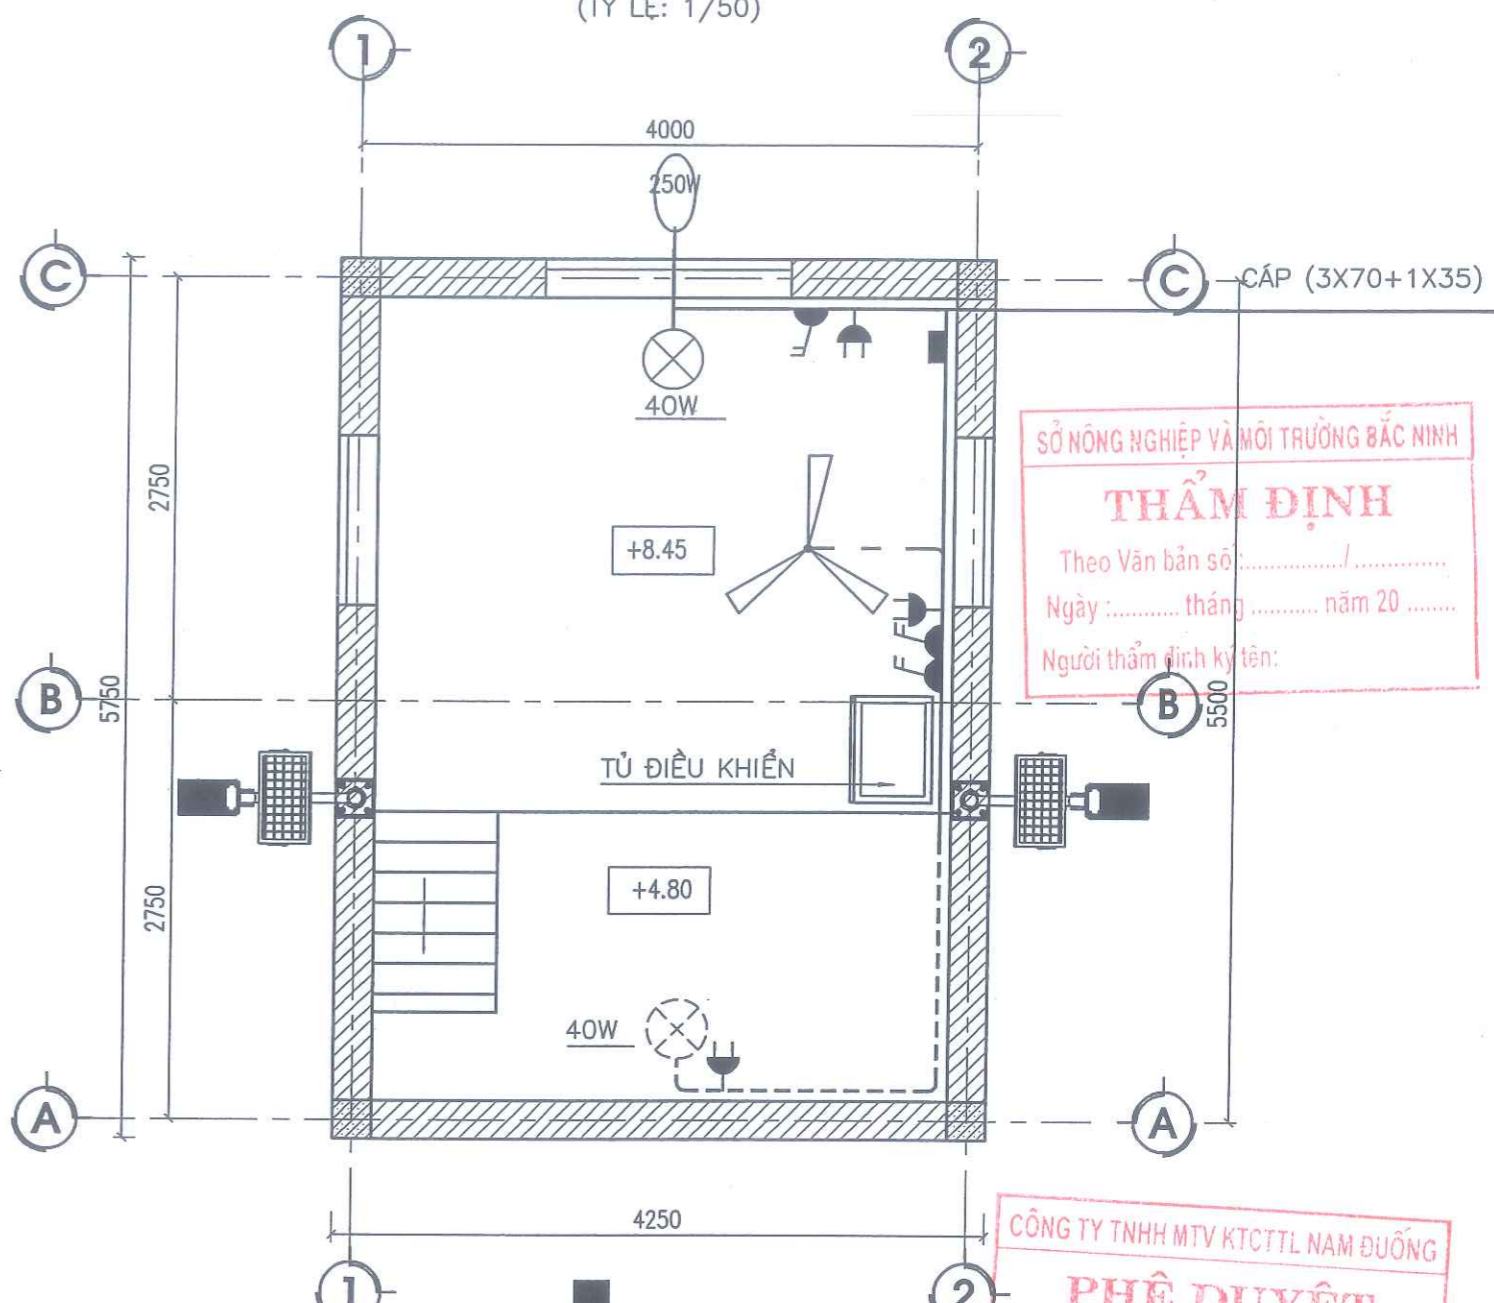 (TỶ LỆ: 1/50)
1
2
4000
250W
C
C
CÁP (3X70+1X35)
40W
SỞ NÔNG NGHIỆP VÀ MÔI TRƯỜNG BẮC NINH
THẨM ĐỊNH
Theo Văn bản số:................/ ..............
Ngày :........... tháng ........... năm 20 ........
Người thẩm định ký tên:
2750
+8.45
B
5750
B
5500
TỦ ĐIỀU KHIỂN
2750
+4.80
40W
A
A
4250
1
2
CÔNG TY TNHH MTV KTCTTL NAM ĐUỐNG
PHÊ DUYỆT